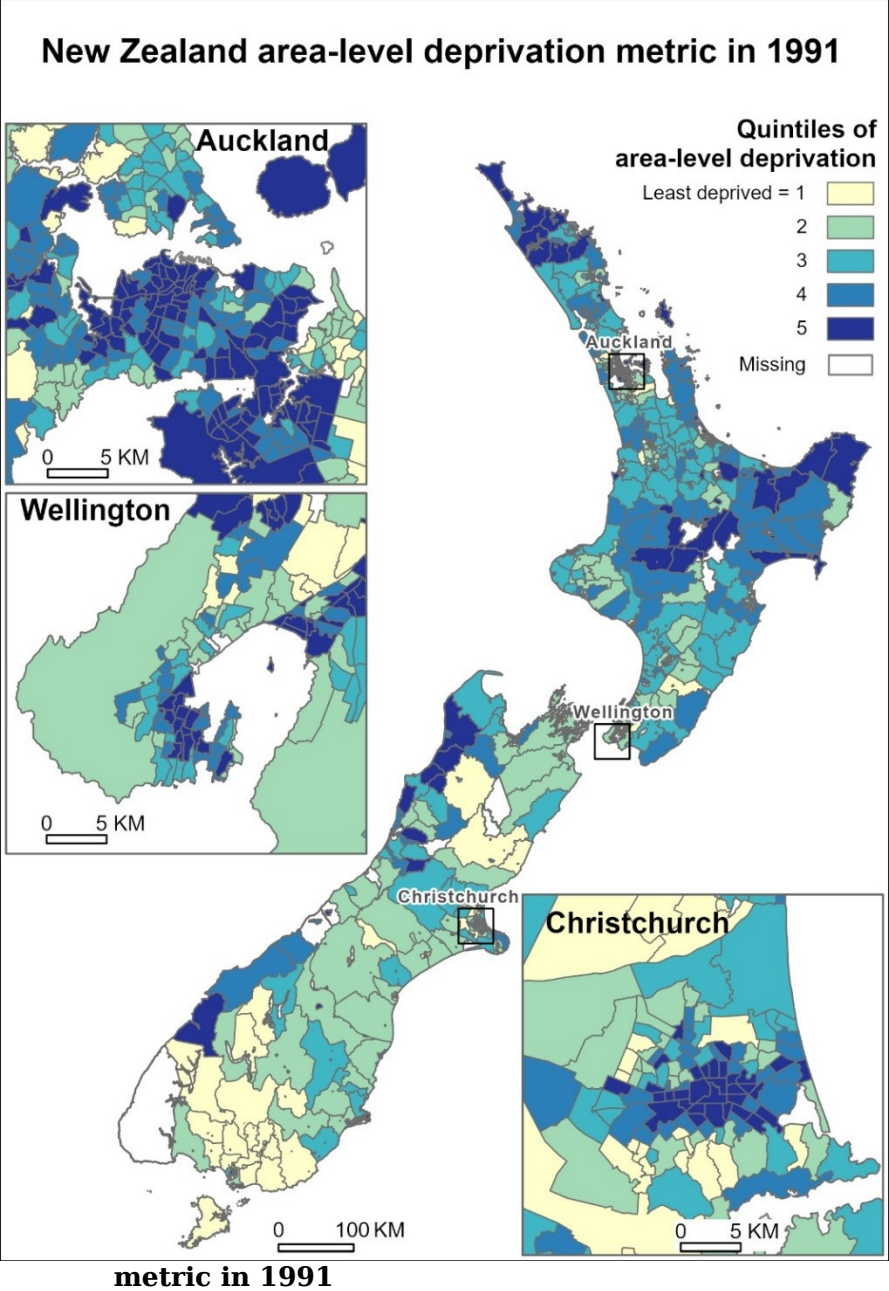 New Zealand area-level deprivation metric in 1991
Auckland
Quintiles of
area-level deprivation
Least deprived = 1
2
3
4
5
Missing
Auckland
0 5 KM
Wellington
Wellington
0 5 KM
Christchurch
Christchurch
0 100 KM
0 5 KM
metric in 1991